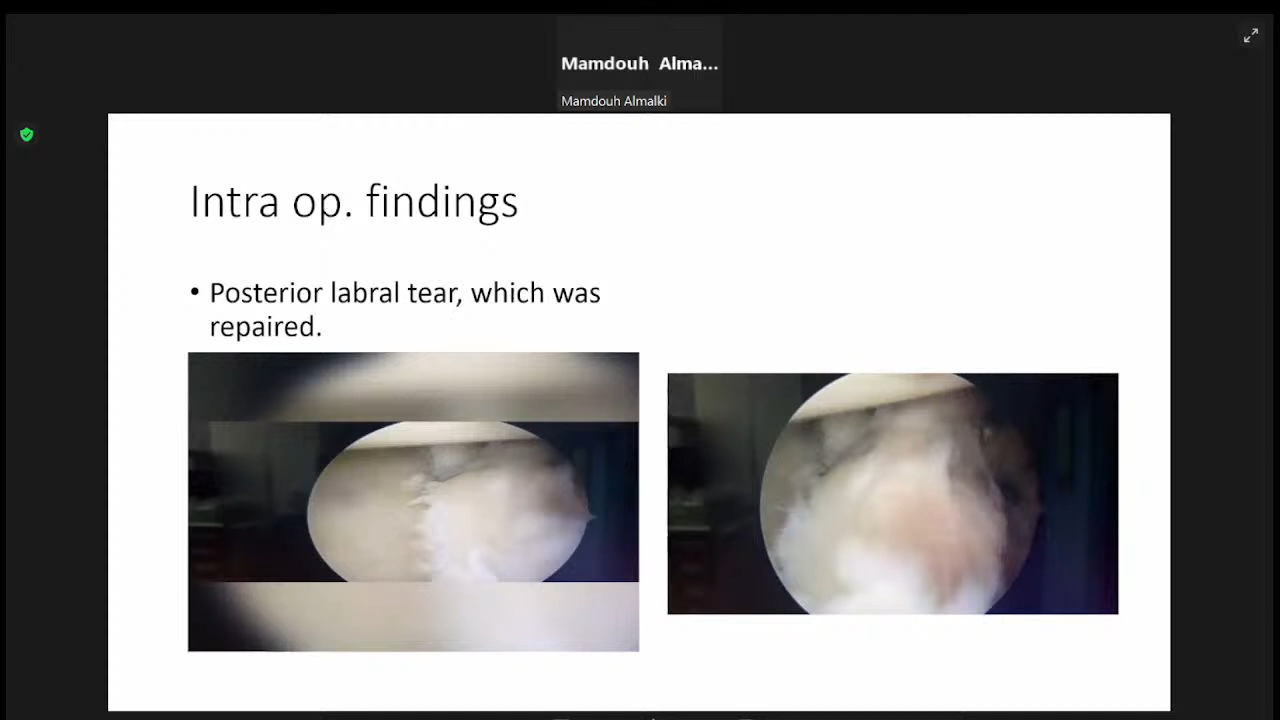 Mamdouh Alma...
Mamdouh Almalki
Intra op. findings
• Posterior labral tear, which was
repaired.